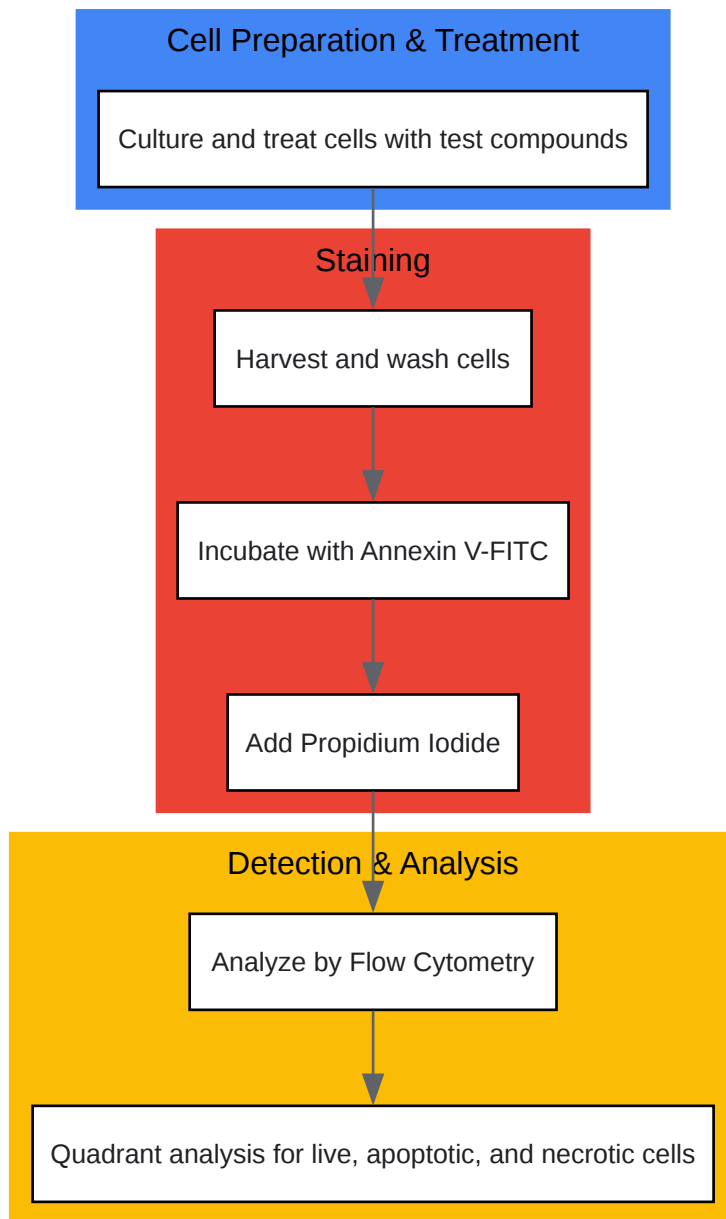 Cell Preparation & Treatment
Culture and treat cells with test compounds
Staining
Harvest and wash cells
Incubate with Annexin V-FITC
Add Propidium Iodide
Detection & Analysis
Analyze by Flow Cytometry
Quadrant analysis for live, apoptotic, and necrotic cells